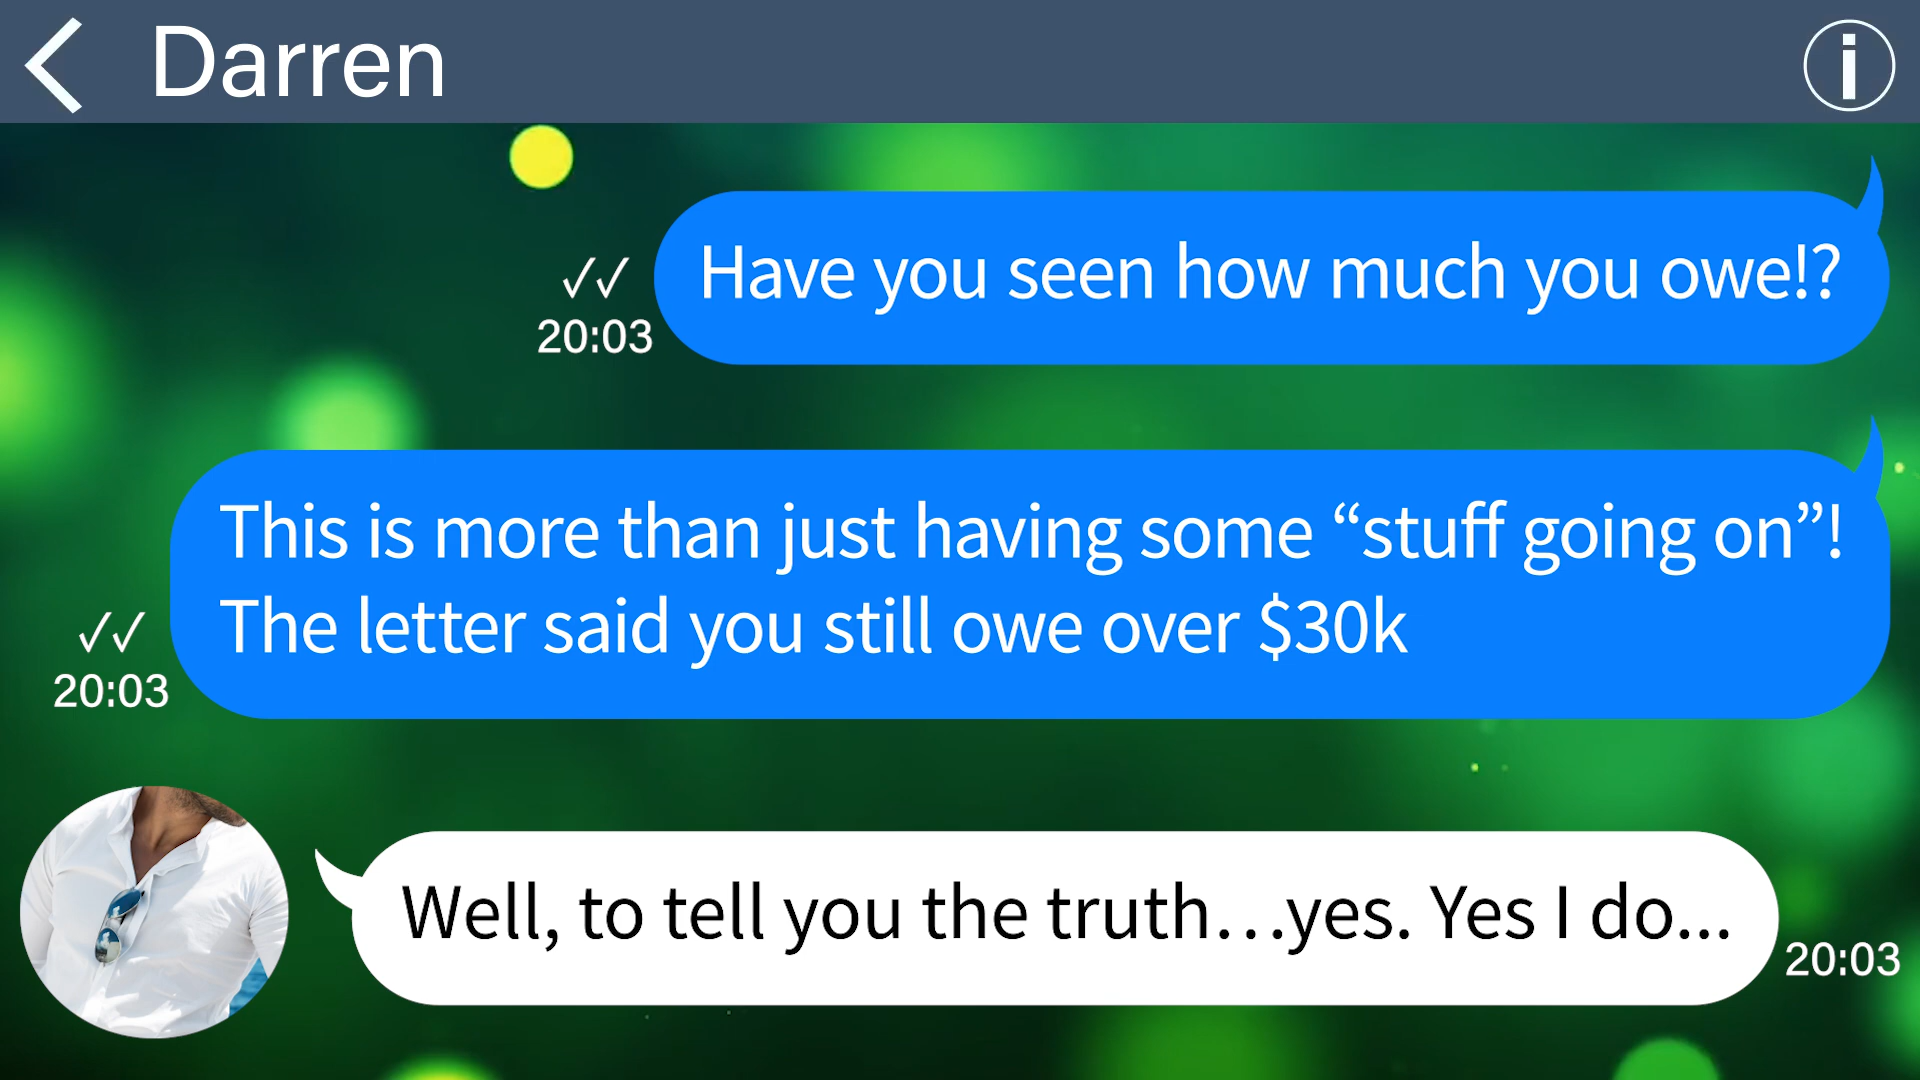 Darren
Have you seen how much you owe!?
20:03
This is more than just having some “stuff going on”!
The letter said you still owe over $30k
20:03
Well, to tell you the truth…yes. Yes I do...
20:03